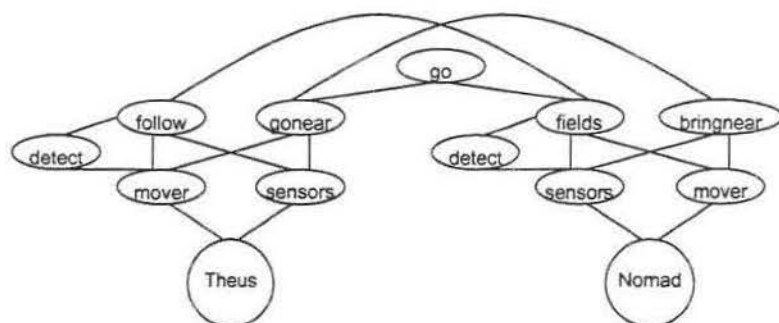 go
follow
gonear
fields
bringnear
detect
detect
mover
sensors
sensors
mover
Theus
Nomad